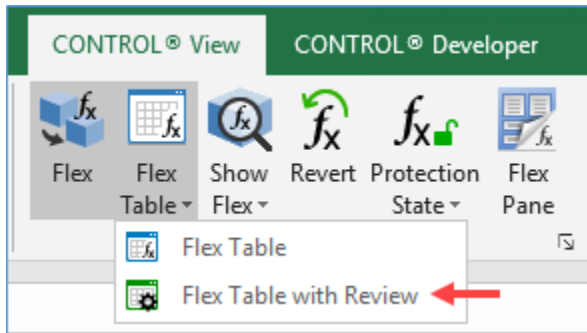 CONTROL® View CONTROL® Developer
Flex Flex Show Revert Protection Flex
Table Flex State Pane
Flex Table
Flex Table with Review